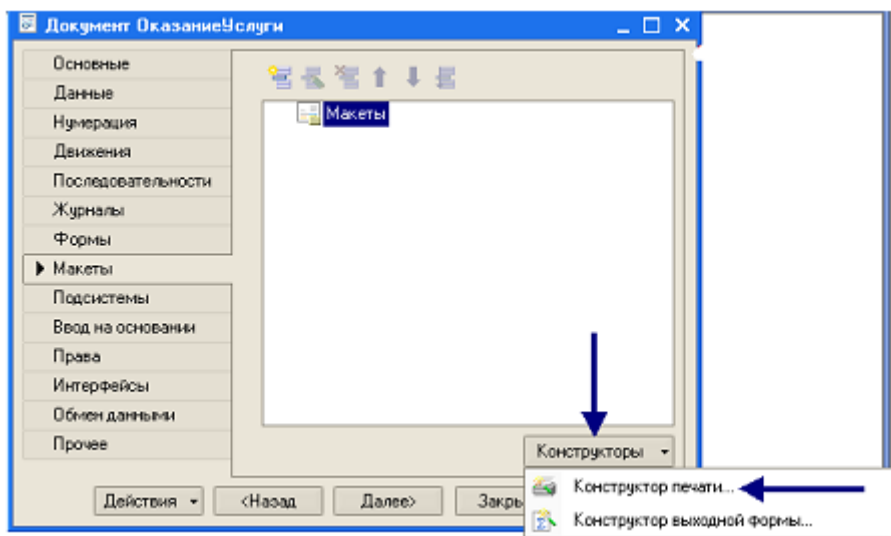 Документ ОказаниеУслуги
Основные
Данные
Нумерация
Движения
Последовательности
Журналы
Формы
Макеты
Подсистемы
Ввод на основании
Права
Интерфейсы
Обмен данными
Прочее
Макеты
Конструкторы
Действия
<Назад
Далее>
Закры
Конструктор печати...
Конструктор выходной формы...